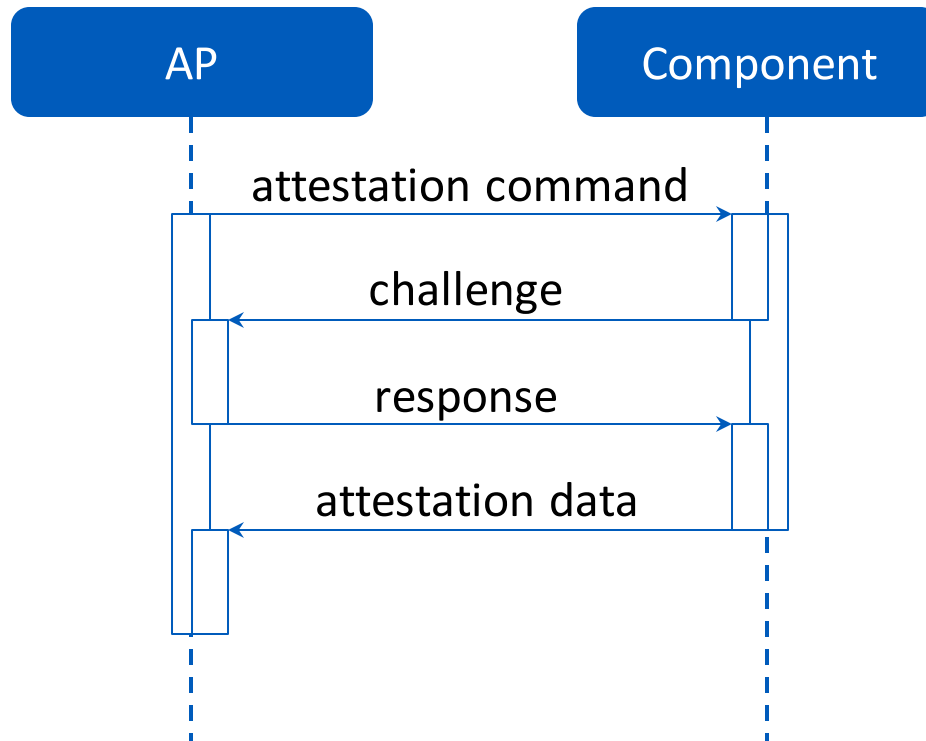 AP
Component
attestation command
challenge
response
attestation data